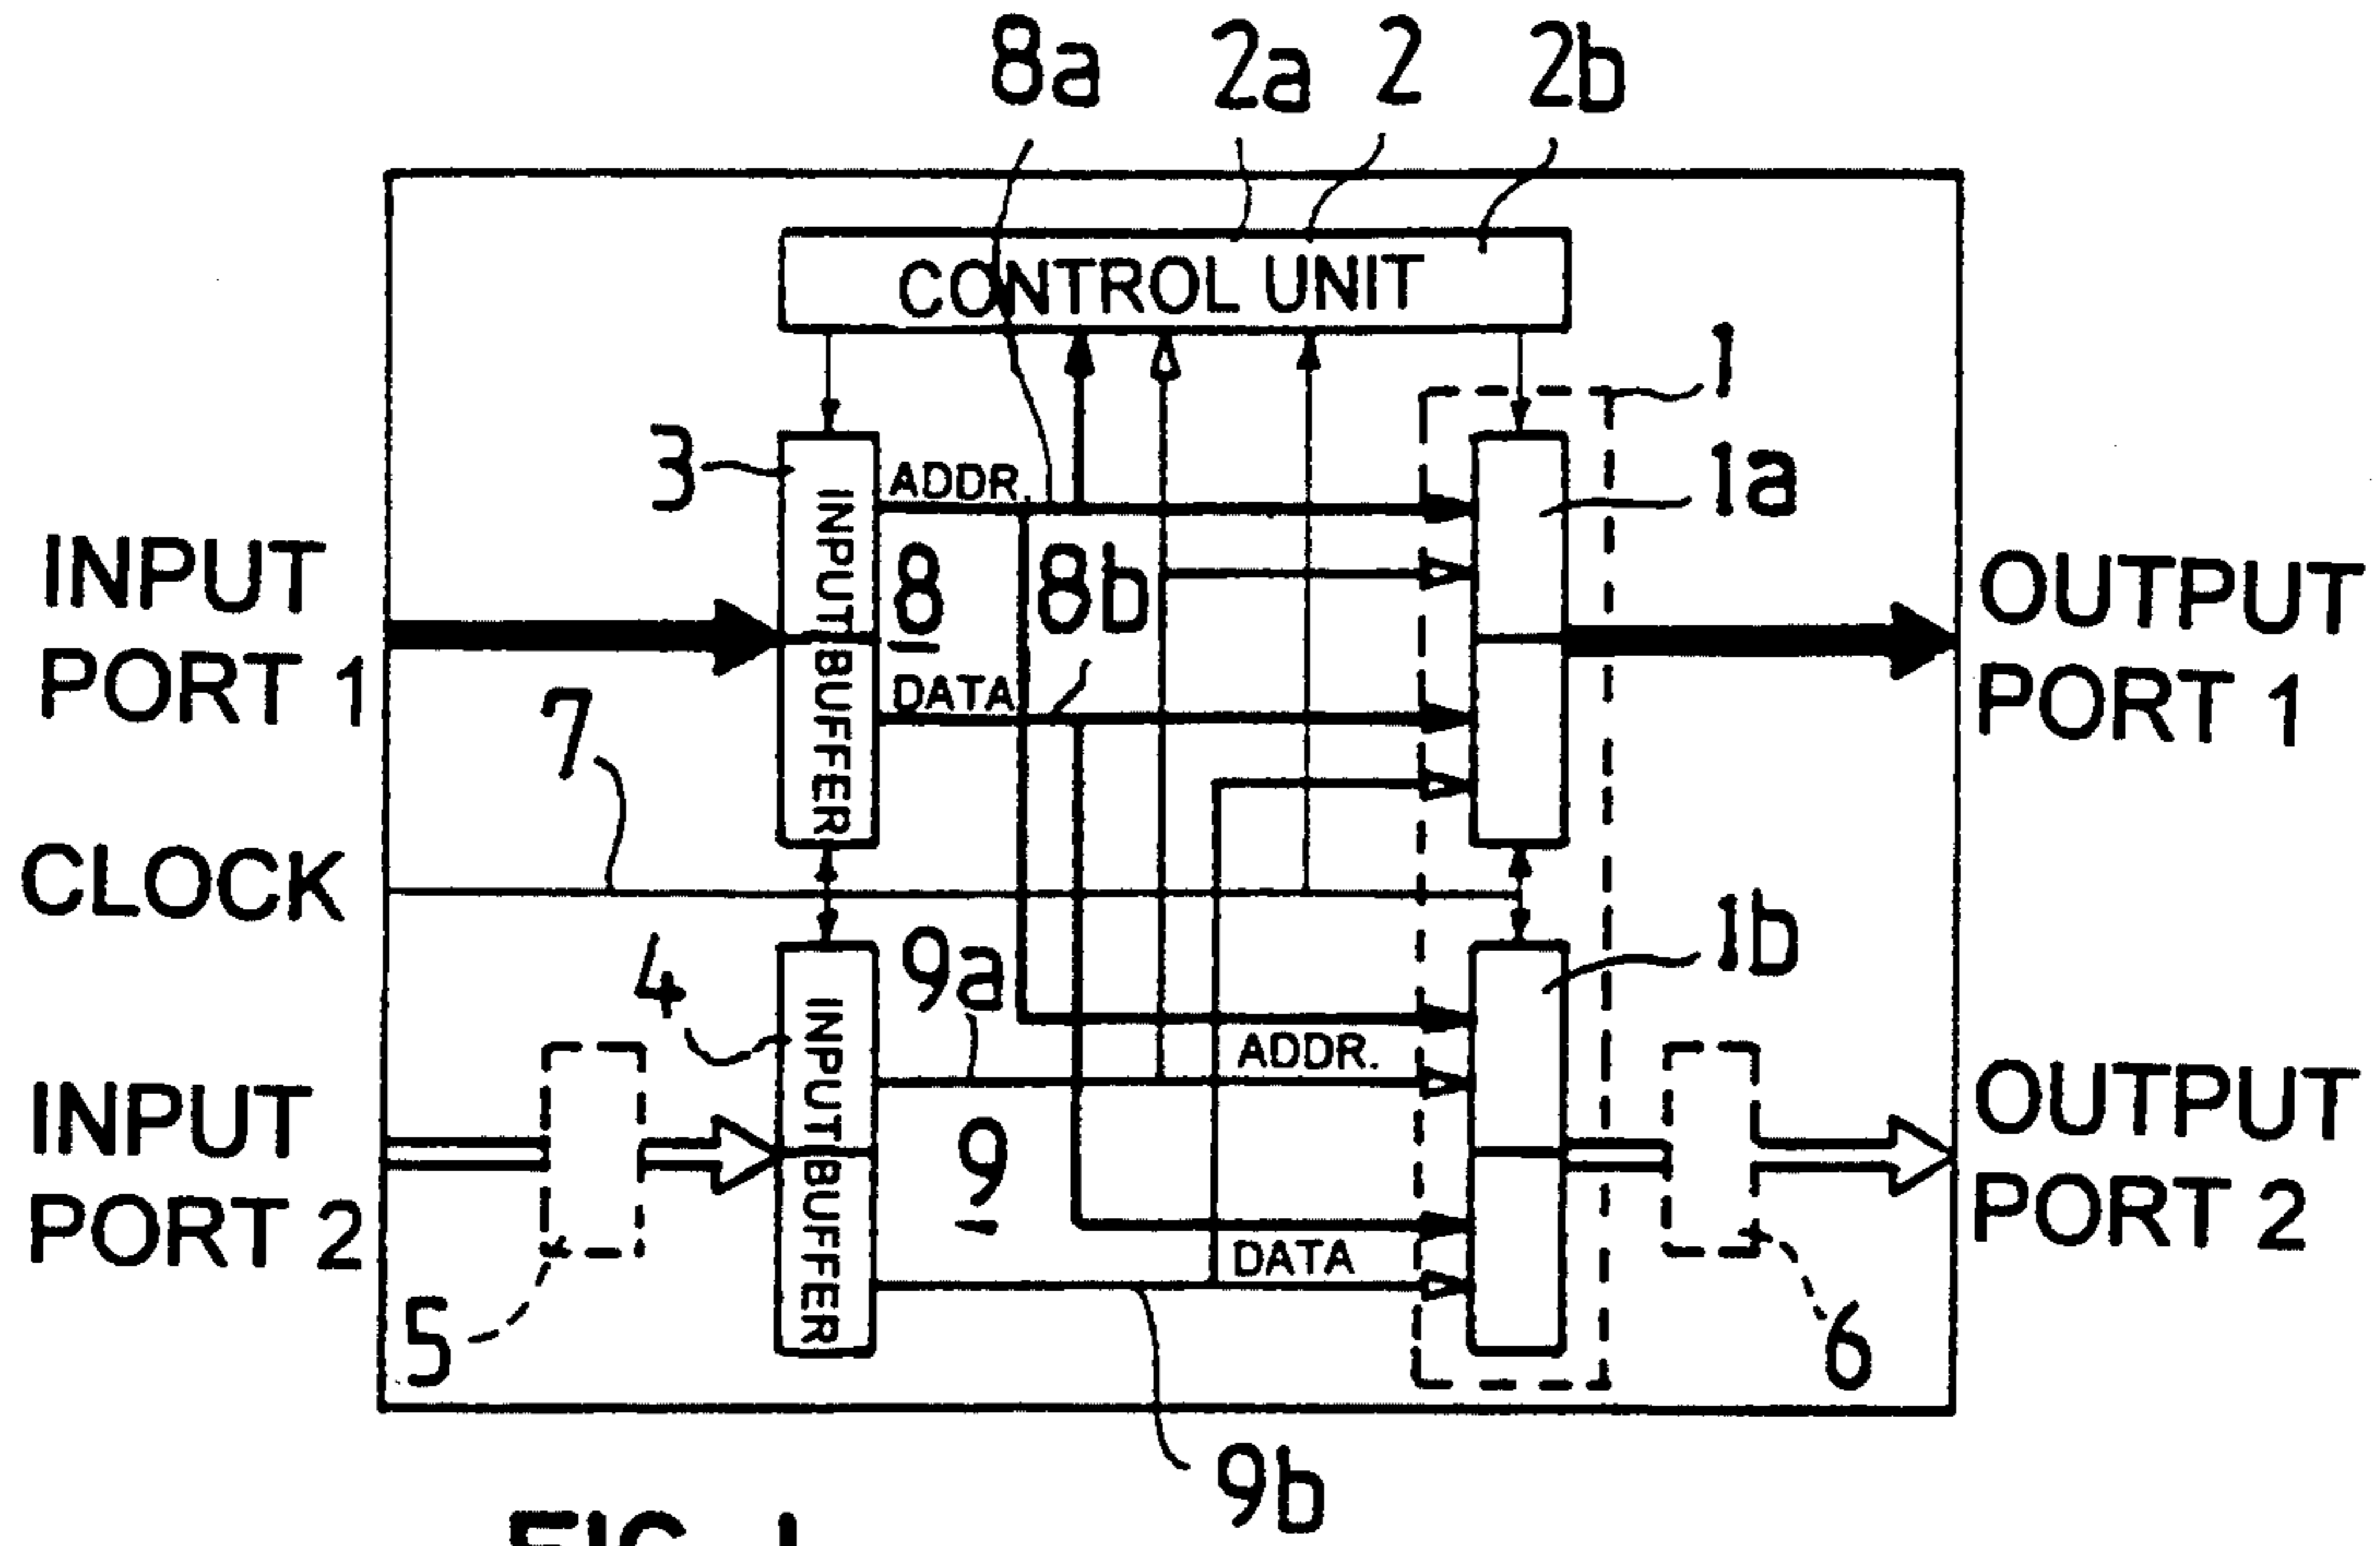 8a 2a 2 2b
CONTROL UNIT
1
3
ADDR.
1a
INPUT BUFFER
INPUT
PORT 1
8
8b
OUTPUT
PORT 1
DATA
7
CLOCK
1b
4
9a
INPUT BUFFER
ADDR.
INPUT
PORT 2
OUTPUT
PORT 2
9
DATA
5
6
9b
FIG. 1